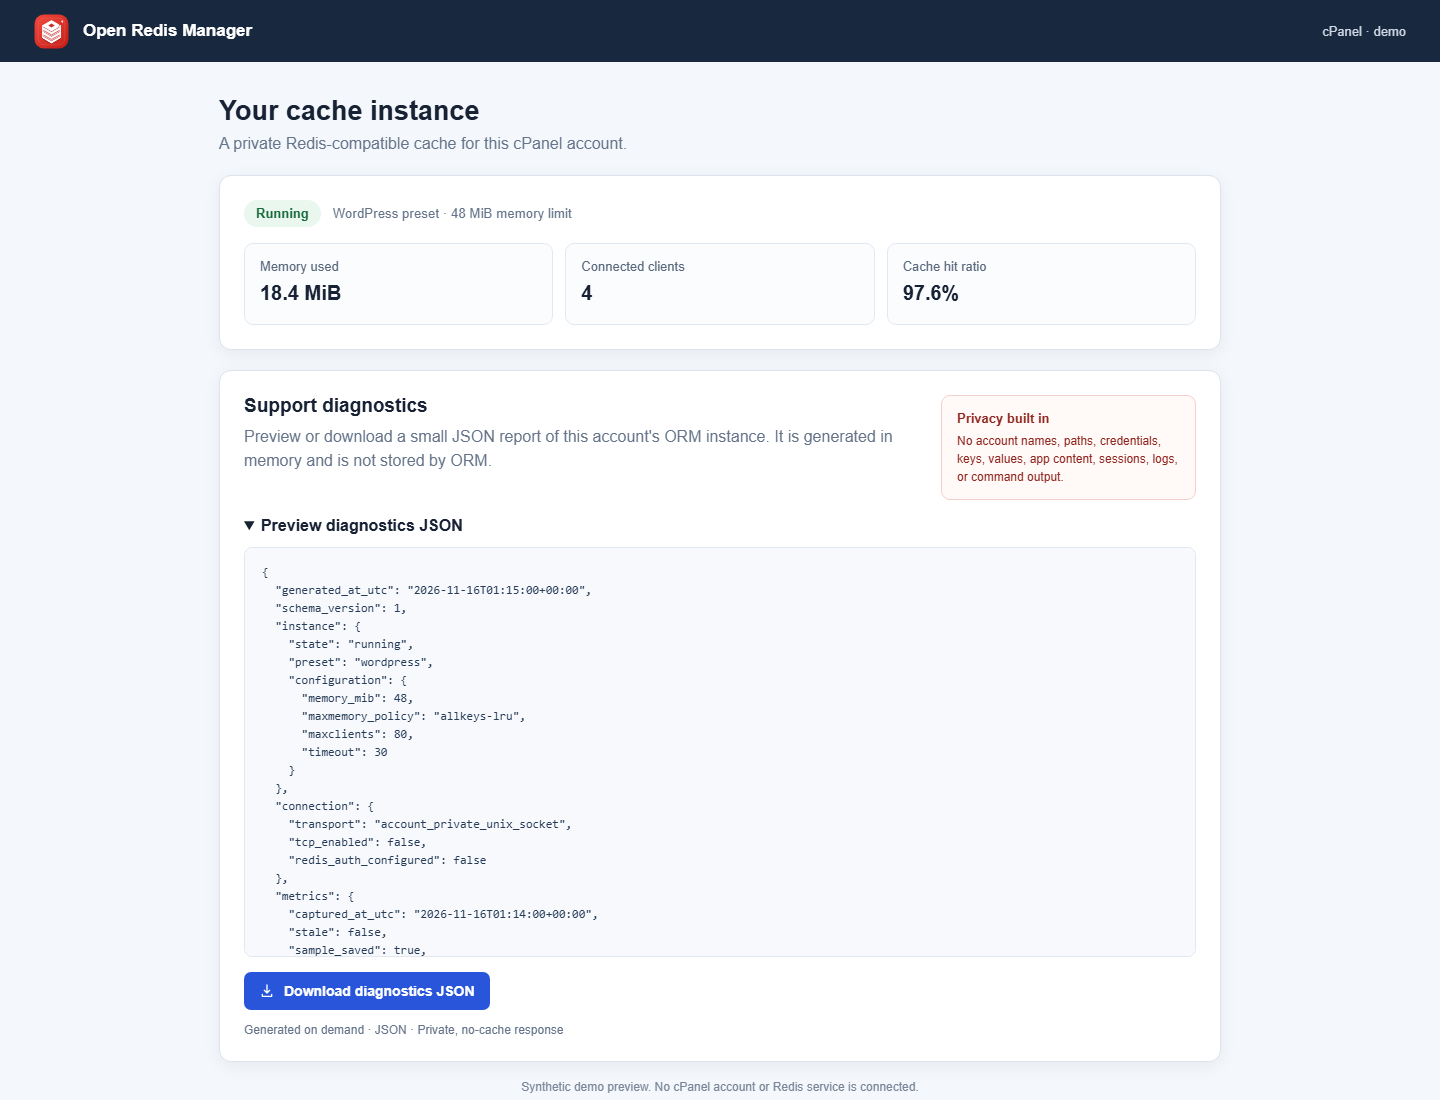 Open Redis Manager
cPanel · demo
Your cache instance
A private Redis-compatible cache for this cPanel account.
Running
WordPress preset · 48 MiB memory limit
Memory used
18.4 MiB
Connected clients
4
Cache hit ratio
97.6%
Support diagnostics
Preview or download a small JSON report of this account's ORM instance. It is generated in
memory and is not stored by ORM.
Privacy built in
No account names, paths, credentials,
keys, values, app content, sessions, logs,
or command output.
▼ Preview diagnostics JSON
{
  "generated_at_utc": "2026-11-16T01:15:00+00:00",
  "schema_version": 1,
  "instance": {
    "state": "running",
    "preset": "wordpress",
    "configuration": {
      "memory_mib": 48,
      "maxmemory_policy": "allkeys-lru",
      "maxclients": 80,
      "timeout": 30
    }
  },
  "connection": {
    "transport": "account_private_unix_socket",
    "tcp_enabled": false,
    "redis_auth_configured": false
  },
  "metrics": {
    "captured_at_utc": "2026-11-16T01:14:00+00:00",
    "stale": false,
    "sample_saved": true,
Download diagnostics JSON
Generated on demand · JSON · Private, no-cache response
Synthetic demo preview. No cPanel account or Redis service is connected.